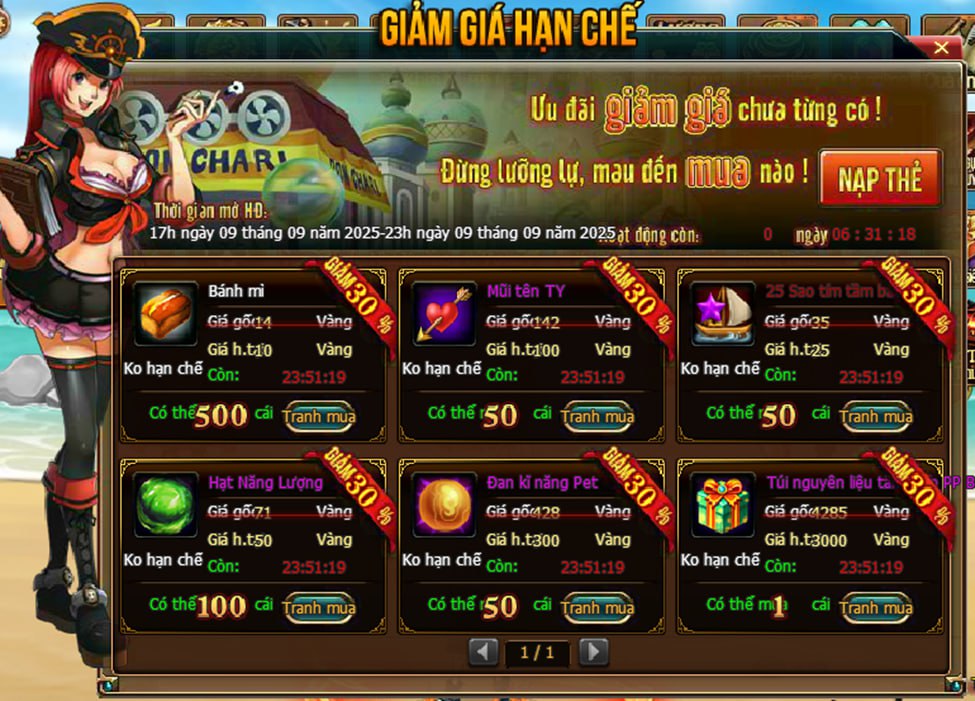 GIẢM GIÁ HẠN CHẾ
Ưu đãi giảm giá chưa từng có !
Đừng lưỡng lự, mau đến mua nào !
NẠP THẺ
Thời gian mở HĐ:
17h ngày 09 tháng 09 năm 2025-23h ngày 09 tháng 09 năm 2025
động còn: 0 ngày 06 : 31 : 18
GIẢM 30 %
Bánh mì
Giá gốc 14 Vàng
Giá h.t 10 Vàng
Ko hạn chế Còn: 23:51:19
Có thể 500 cái Tranh mua
GIẢM 30 %
Mũi tên TY
Giá gốc 142 Vàng
Giá h.t 100 Vàng
Ko hạn chế Còn: 23:51:19
Có thể 50 cái Tranh mua
GIẢM 30 %
25 Sao tím tầm
Giá gốc 35 Vàng
Giá h.t 25 Vàng
Ko hạn chế Còn: 23:51:19
Có thể 50 cái Tranh mua
GIẢM 30 %
Hạt Năng Lượng
Giá gốc 71 Vàng
Giá h.t 50 Vàng
Ko hạn chế Còn: 23:51:19
Có thể 100 cái Tranh mua
GIẢM 30 %
Đan kĩ năng Pet
Giá gốc 428 Vàng
Giá h.t 300 Vàng
Ko hạn chế Còn: 23:51:19
Có thể 50 cái Tranh mua
GIẢM 30 %
Túi nguyên liệu PP
Giá gốc 4285 Vàng
Giá h.t 3000 Vàng
Ko hạn chế Còn: 23:51:19
Có thể mua 1 cái Tranh mua
1 / 1